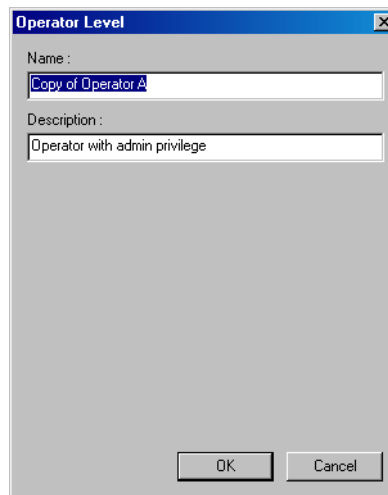 Operator Level
Name :
Copy of Operator A
Description :
Operator with admin privilege
OK
Cancel